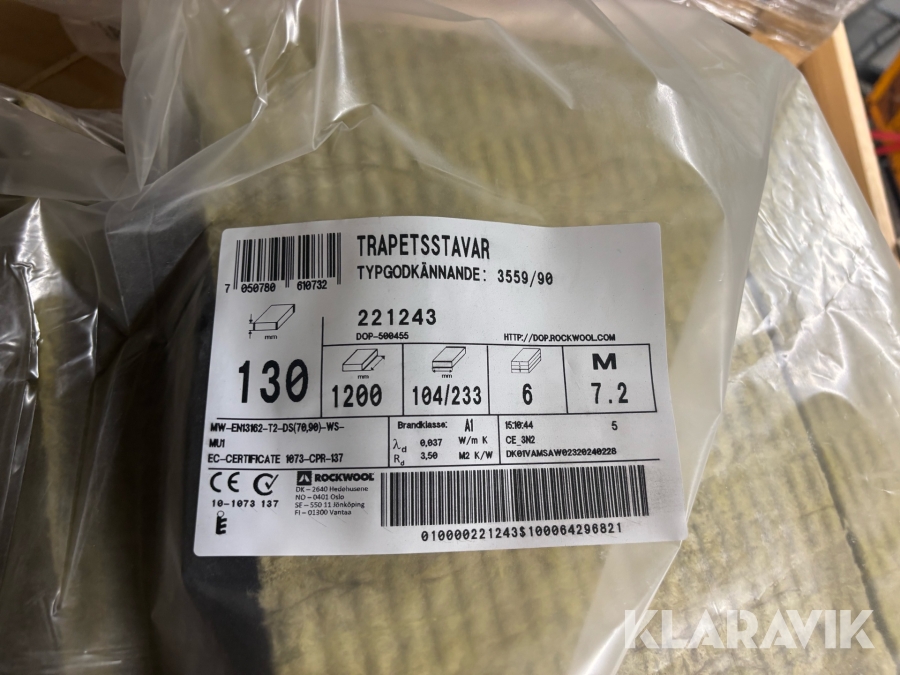 TRAPETSSTAVAR
TYPGODKÄNNANDE: 3559/90
7 050780 610732
221243
DOP-500455
HTTP://DOP.ROCKWOOL.COM
mm
130
mm
1200
mm
104/233
6
M
7.2
MW-EN13162-T2-DS(70,90)-WS-
MU1
EC-CERTIFICATE 1073-CPR-137
Brandklasse: A1
λd 0,037 W/m K
Rd 3,50 M2 K/W
15:10:44 5
CE_3N2
DK01VAMSAW02320240228
CE
10-1073 137
ROCKWOOL
DK – 2640 Hedehusene
NO – 0401 Oslo
SE – 550 11 Jönköping
FI – 01300 Vantaa
010000221243$100064296821
KLARAVIK